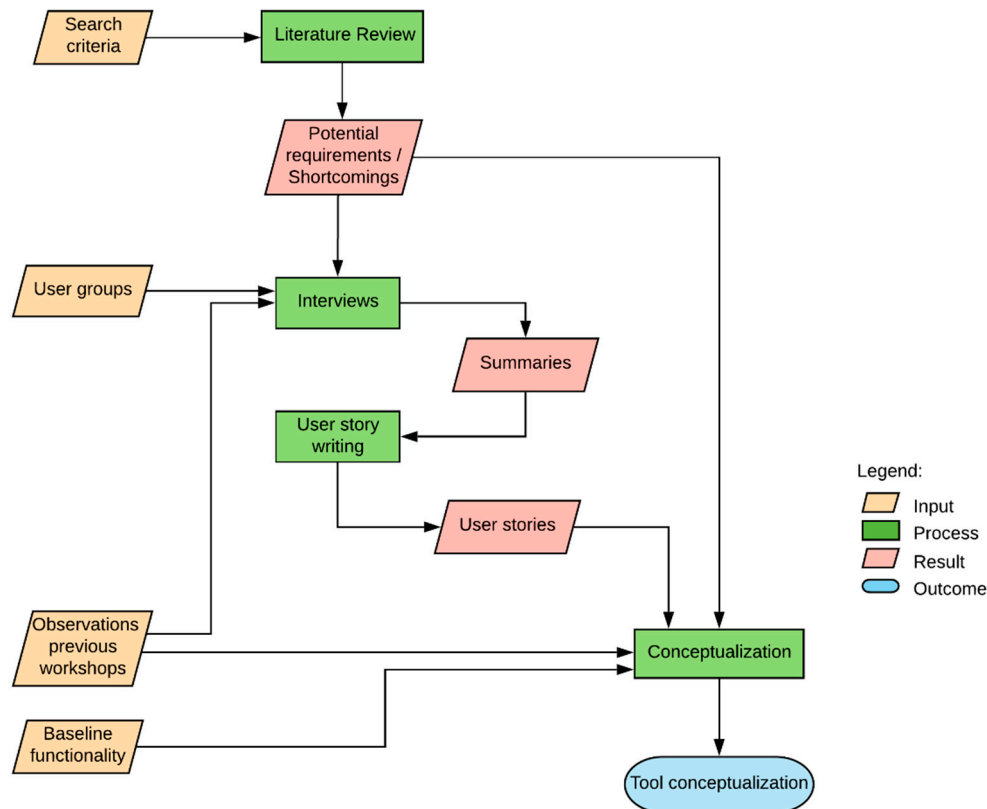 Search
criteria
Literature Review
Potential
requirements /
Shortcomings
User groups
Interviews
Summaries
User story
writing
User stories
Legend:
Input
Process
Result
Outcome
Observations
previous
workshops
Conceptualization
Baseline
functionality
Tool conceptualization